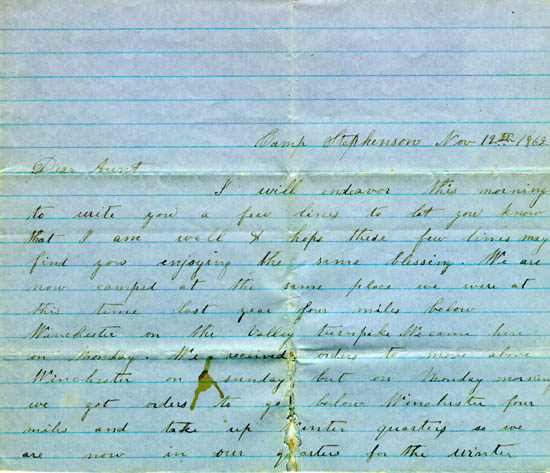 Camp Stephenson Nov 12th 1862
Dear Aunt
I will endeavor this morning
to write you a few lines to let you know
that I am well & hope these few lines may
find you enjoying the same blessing. We are
now camped at the same place we were at
this time last year four miles below
Winchester on the Valley turnpike We came here
on Monday. We received orders to move above
Winchester on sunday but on Monday morning
we got orders to go below Winchester four
miles and take up winter quarters so we
are now in our quarters for the winter